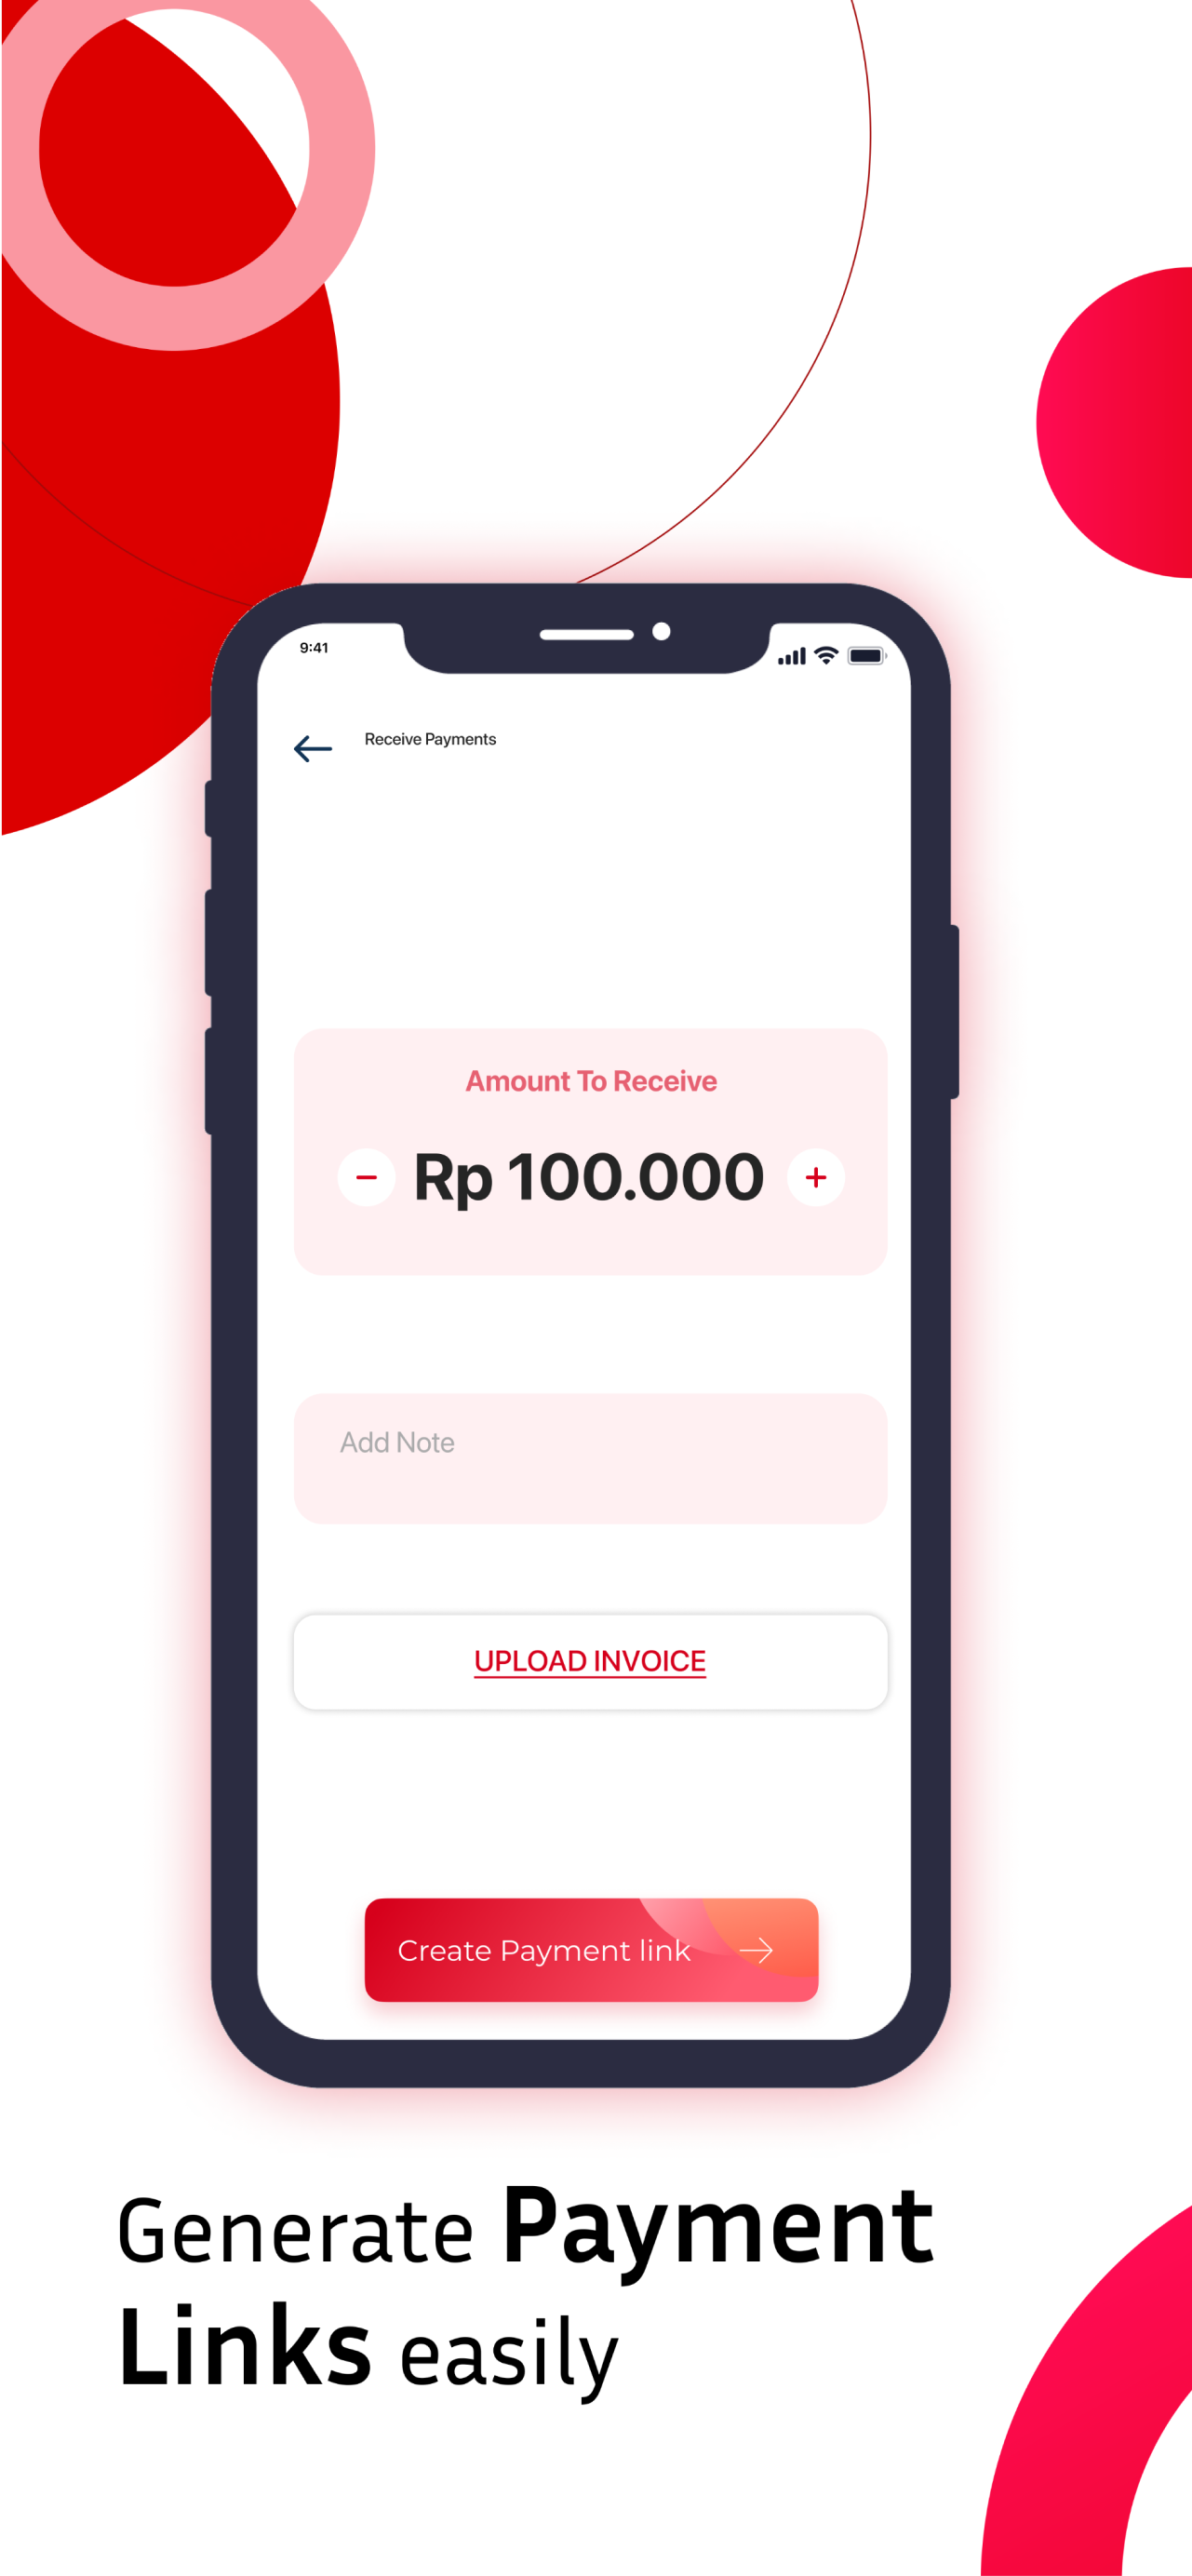 9:41
Receive Payments
Amount To Receive
− Rp 100.000 +
Add Note
UPLOAD INVOICE
Create Payment link
Generate Payment
Links easily